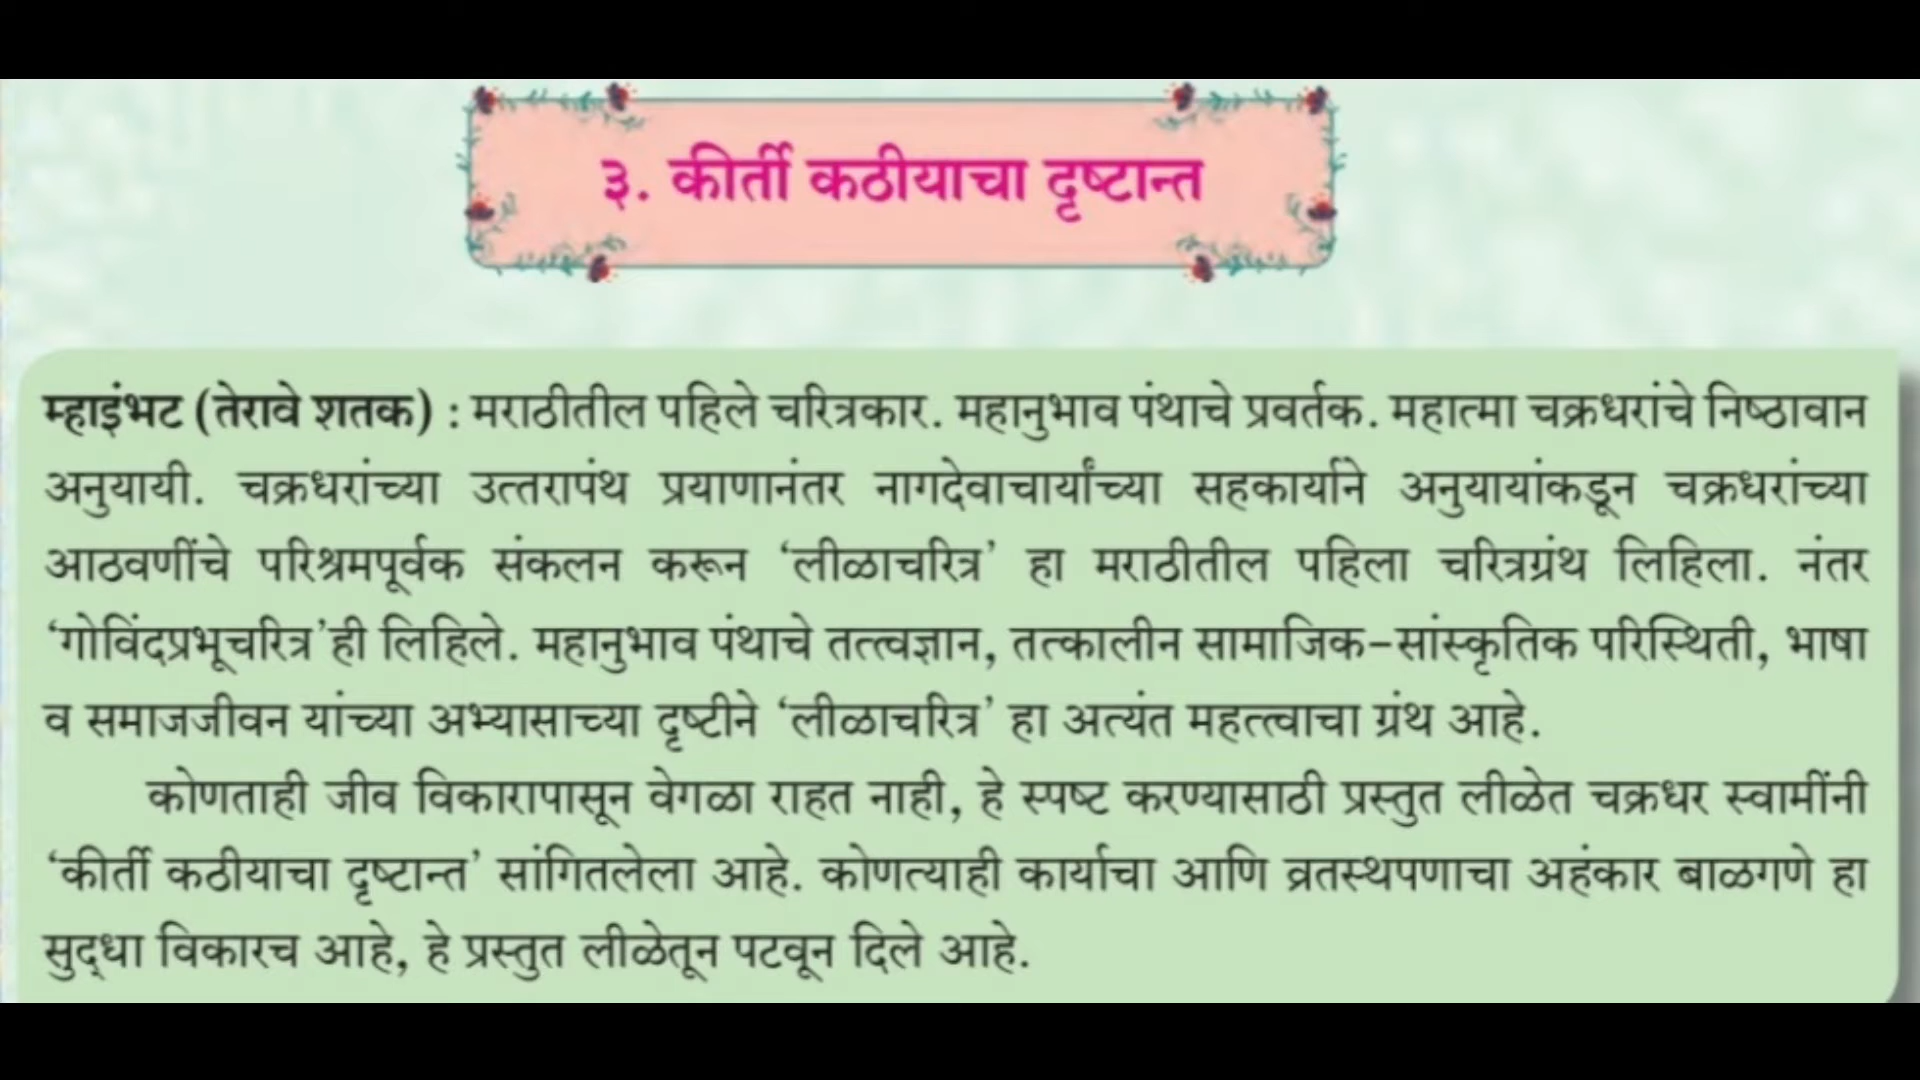 ३. कीर्ती कठीयाचा दृष्टान्त
म्हाइंभट (तेरावे शतक) : मराठीतील पहिले चरित्रकार. महानुभाव पंथाचे प्रवर्तक. महात्मा चक्रधरांचे निष्ठावान
अनुयायी. चक्रधरांच्या उत्तरापंथ प्रयाणानंतर नागदेवाचार्यांच्या सहकार्याने अनुयायांकडून चक्रधरांच्या
आठवणींचे परिश्रमपूर्वक संकलन करून ‘लीळाचरित्र’ हा मराठीतील पहिला चरित्रग्रंथ लिहिला. नंतर
‘गोविंदप्रभूचरित्र’ही लिहिले. महानुभाव पंथाचे तत्त्वज्ञान, तत्कालीन सामाजिक-सांस्कृतिक परिस्थिती, भाषा
व समाजजीवन यांच्या अभ्यासाच्या दृष्टीने ‘लीळाचरित्र’ हा अत्यंत महत्त्वाचा ग्रंथ आहे.
कोणताही जीव विकारापासून वेगळा राहत नाही, हे स्पष्ट करण्यासाठी प्रस्तुत लीळेत चक्रधर स्वामींनी
‘कीर्ती कठीयाचा दृष्टान्त’ सांगितलेला आहे. कोणत्याही कार्याचा आणि व्रतस्थपणाचा अहंकार बाळगणे हा
सुद्धा विकारच आहे, हे प्रस्तुत लीळेतून पटवून दिले आहे.